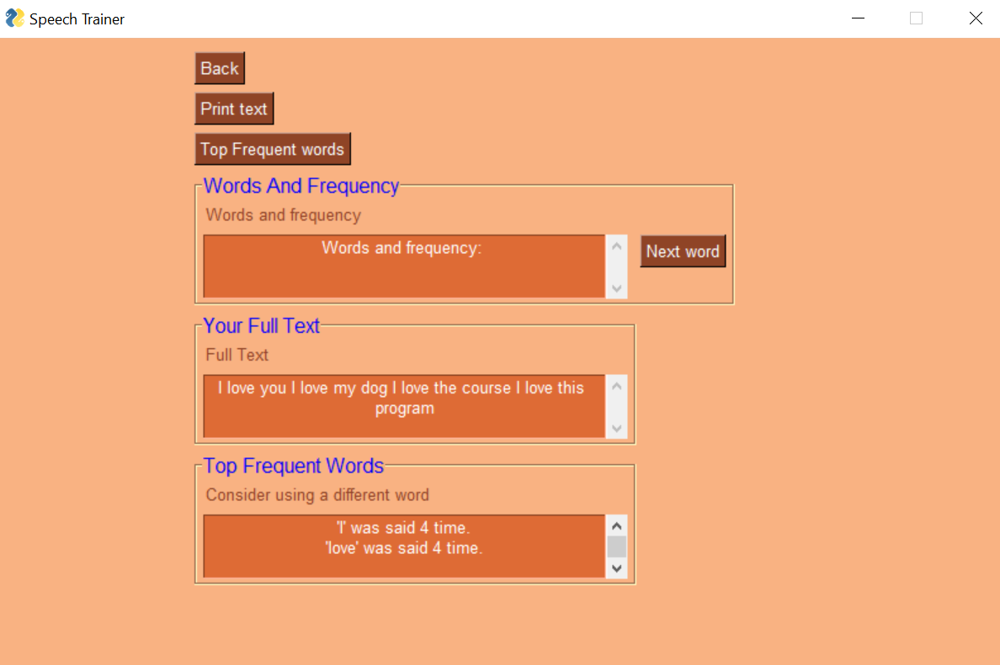 Speech Trainer
Back
Print text
Top Frequent words
Words And Frequency
Words and frequency
Words and frequency:
Next word
Your Full Text
Full Text
I love you I love my dog I love the course I love this
program
Top Frequent Words
Consider using a different word
'I' was said 4 time.
'love' was said 4 time.